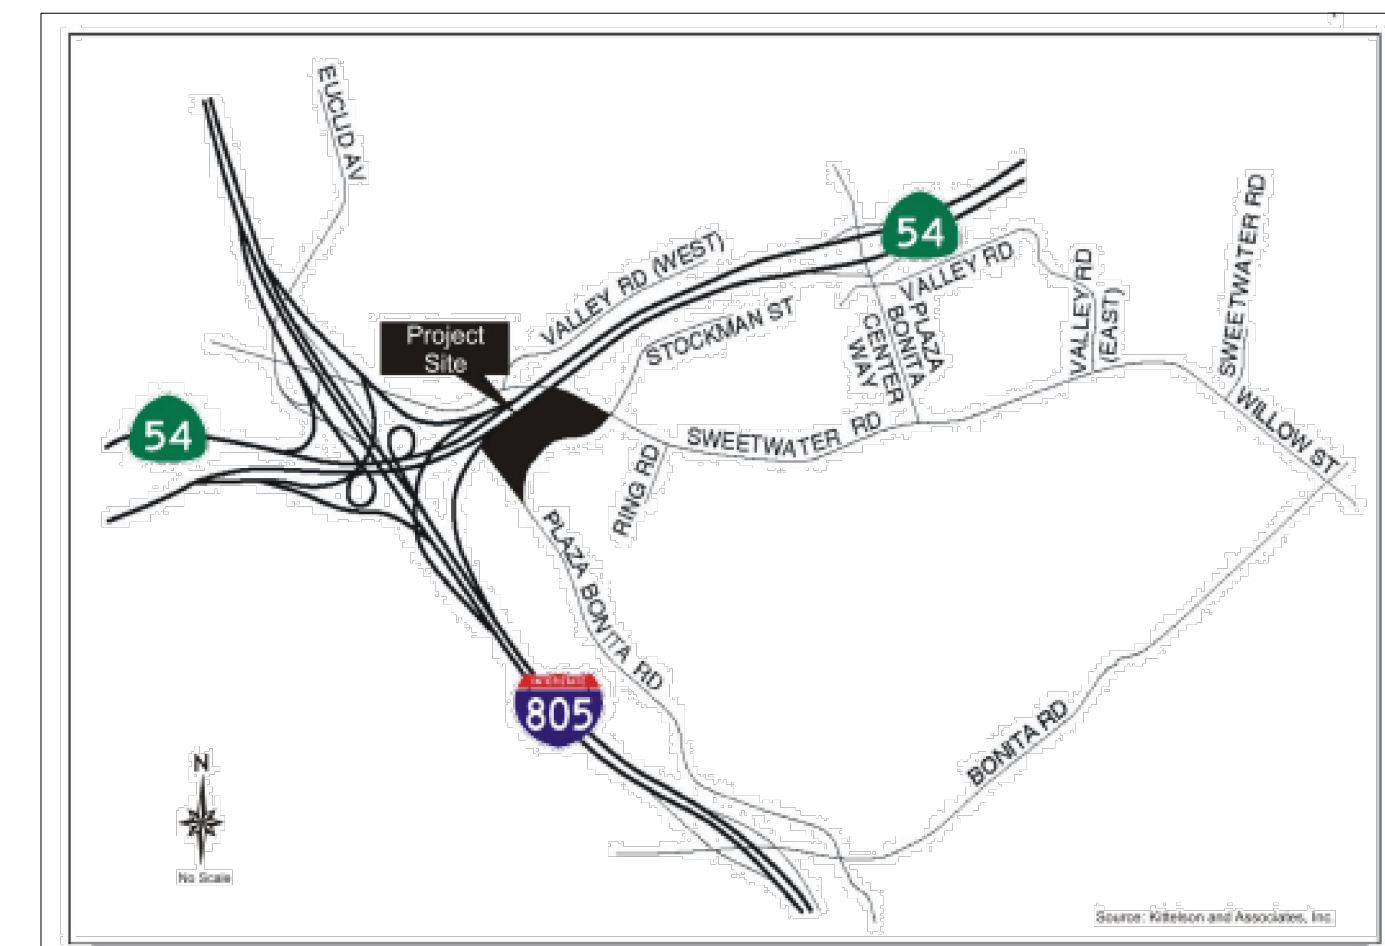 EUCLID AV
54
VALLEY RD (WEST)
VALLEY RD
SWEETWATER RD
VALLEY RD
(EAST)
STOCKMAN ST
PLAZA
BONITA
CENTER
WAY
Project
Site
54
SWEETWATER RD
WILLOW ST
RING RD
PLAZA BONITA RD
INTERSTATE
805
BONITA RD
N
No Scale
Source: Kittelson and Associates, Inc.